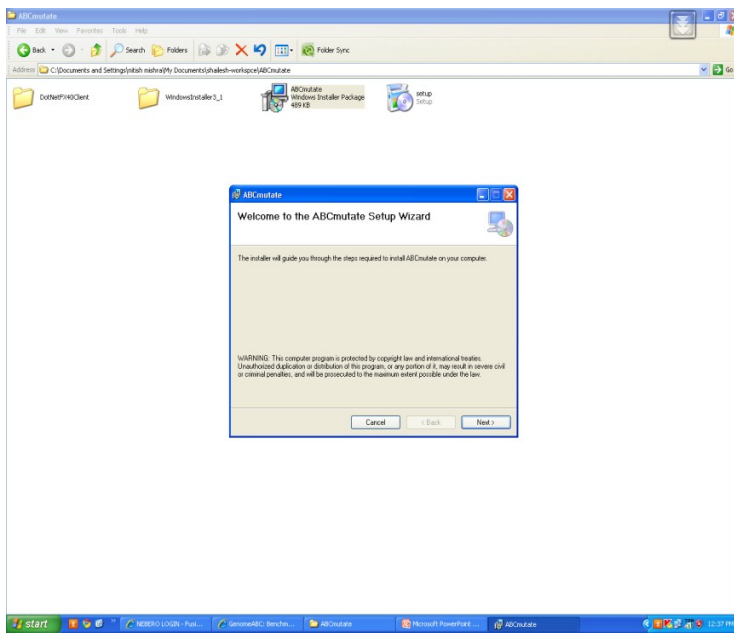 ABCmutate
File Edit View Favorites Tools Help
Back Search Folders Folder Sync
Address C:\Documents and Settings\nitish mishra\My Documents\shailesh-workspce\ABCmutate Go
DotNetFX40Client
WindowsInstaller3_1
ABCmutate
Windows Installer Package
489 KB
setup
Setup
ABCmutate
Welcome to the ABCmutate Setup Wizard
The installer will guide you through the steps required to install ABCmutate on your computer.
WARNING: This computer program is protected by copyright law and international treaties.
Unauthorized duplication or distribution of this program, or any portion of it, may result in severe civil
or criminal penalties, and will be prosecuted to the maximum extent possible under the law.
Cancel < Back Next >
start NEBERO LOGIN - Fusi... GenomeABC: Benchm... ABCmutate Microsoft PowerPoint ... ABCmutate 12:37 PM